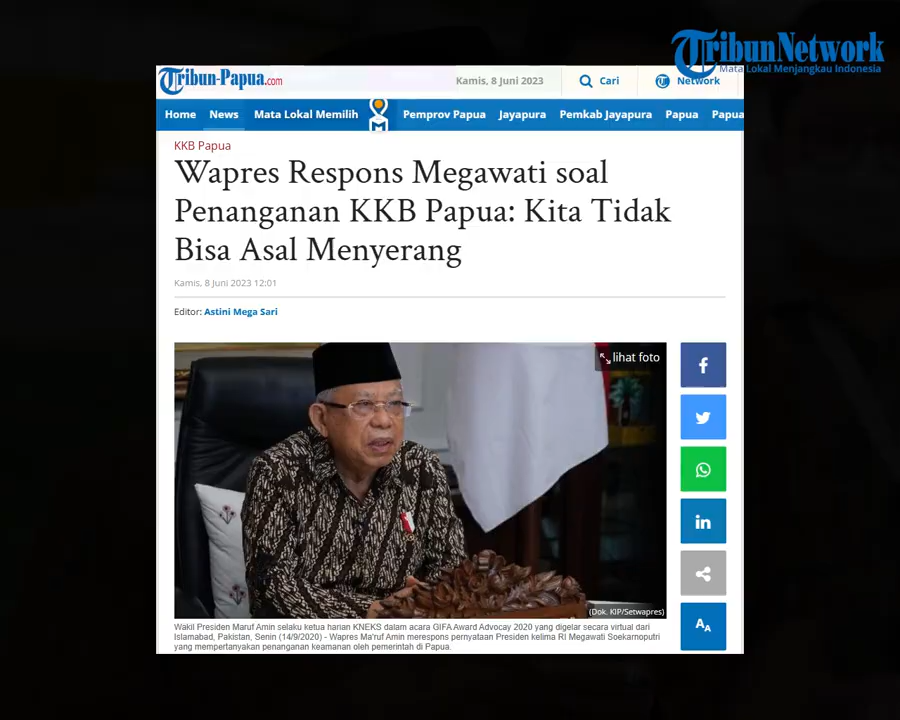 Tribun Network
Mata Lokal Menjangkau Indonesia
Tribun-Papua.com
Kamis, 8 Juni 2023
Cari
Network
Home News Mata Lokal Memilih Pemprov Papua Jayapura Pemkab Jayapura Papua Papua
KKB Papua
Wapres Respons Megawati soal
Penanganan KKB Papua: Kita Tidak
Bisa Asal Menyerang
Kamis, 8 Juni 2023 12:01
Editor: Astini Mega Sari
lihat foto
(Dok. KIP/Setwapres)
Wakil Presiden Maruf Amin selaku ketua harian KNEKS dalam acara GIFA Award Advocay 2020 yang digelar secara virtual dari
Islamabad, Pakistan, Senin (14/9/2020) - Wapres Ma'ruf Amin merespons pernyataan Presiden kelima RI Megawati Soekarnoputri
yang mempertanyakan penanganan keamanan oleh pemerintah di Papua.
AA